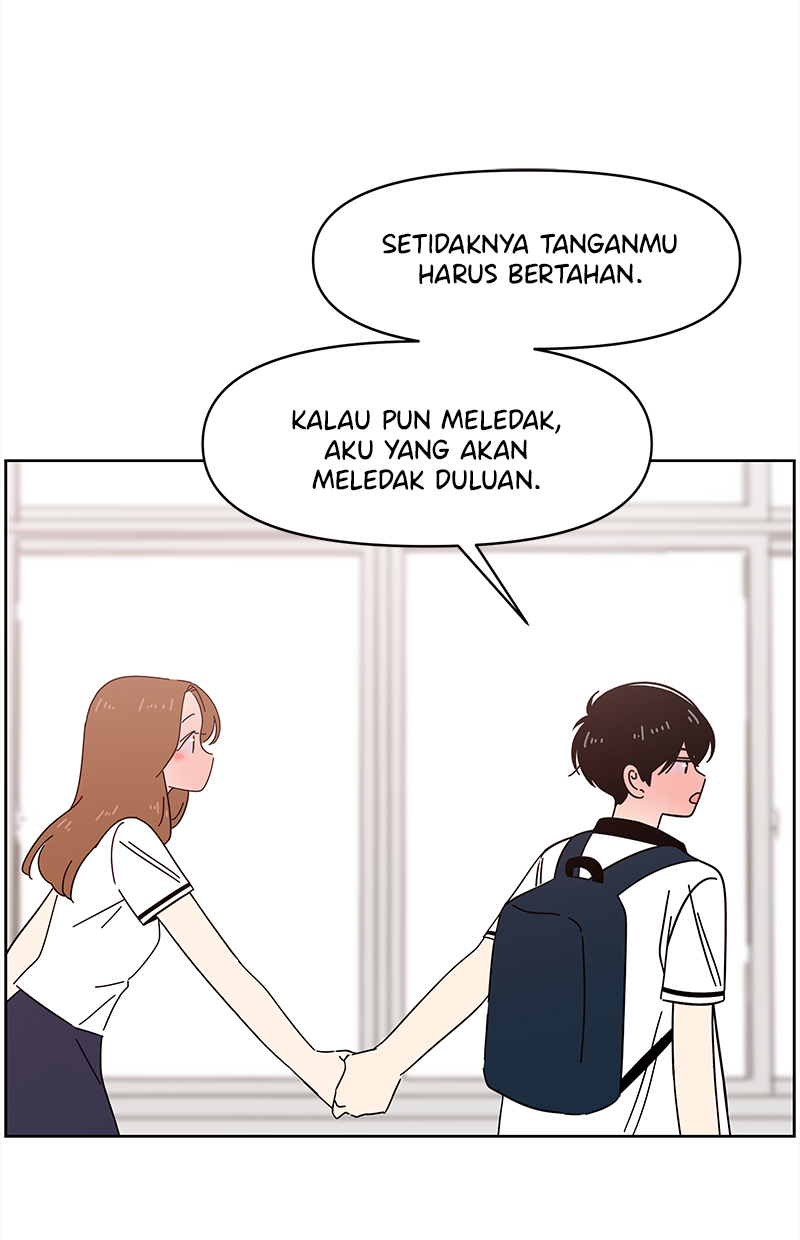 SETIDAKNYA TANGANMU
HARUS BERTAHAN.
KALAU PUN MELEDAK,
AKU YANG AKAN
MELEDAK DULUAN.